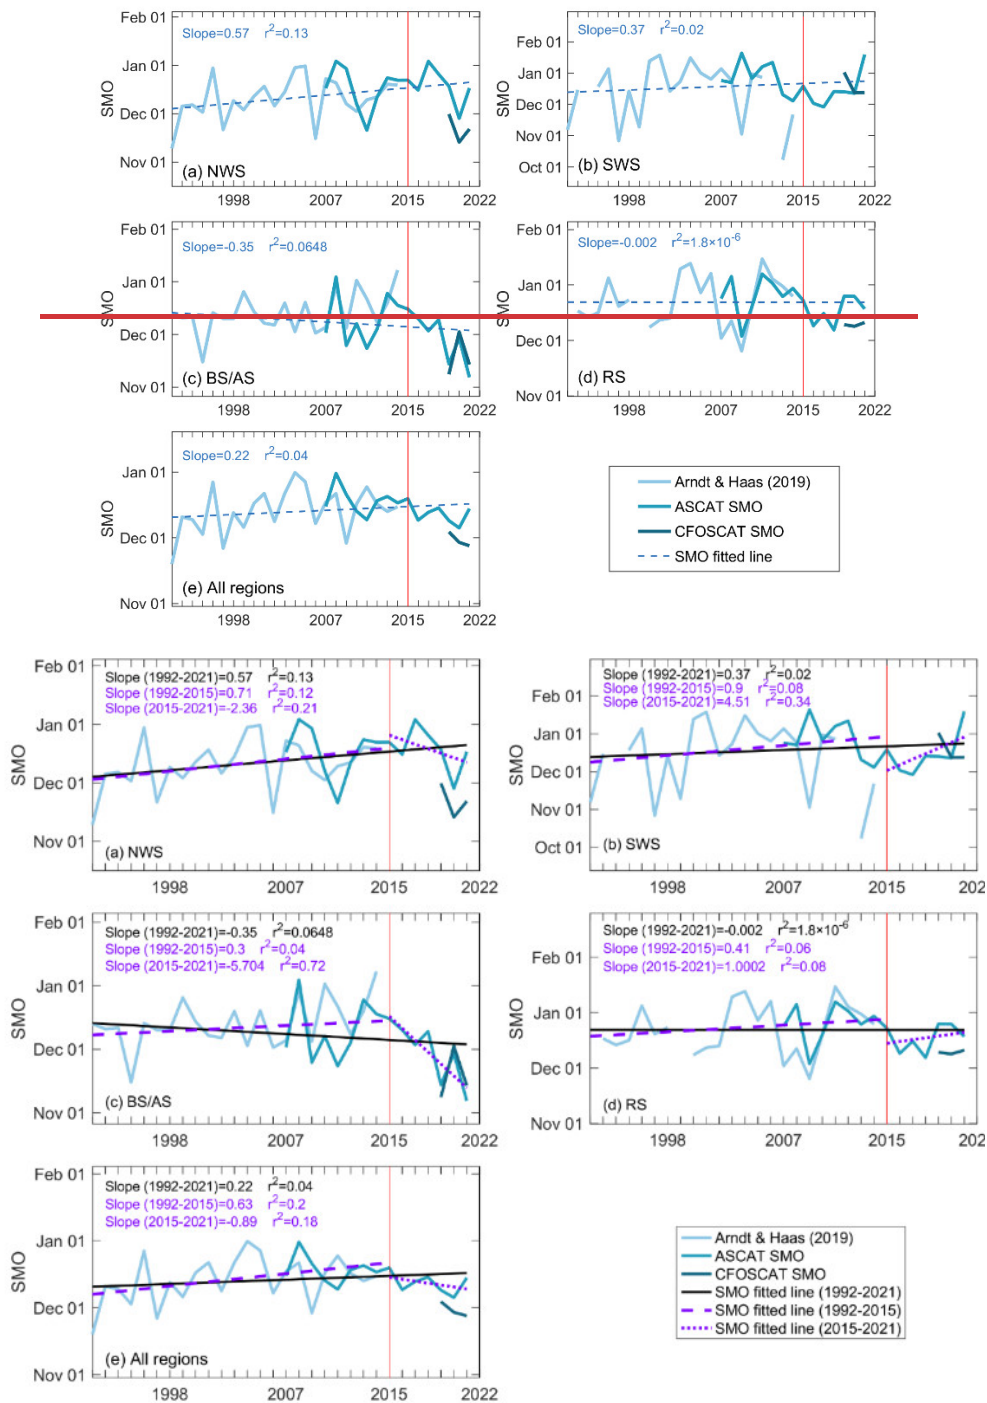 Slope=0.57 r²=0.13
Feb 01
Jan 01
Dec 01
Nov 01
SMO
(a) NWS
1998 2007 2015 2022
Slope=0.37 r²=0.02
Feb 01
Jan 01
Dec 01
Nov 01
Oct 01
SMO
(b) SWS
1998 2007 2015 2022
Slope=-0.35 r²=0.0648
Feb 01
Jan 01
Dec 01
Nov 01
SMO
(c) BS/AS
1998 2007 2015 2022
Slope=-0.002 r²=1.8×10⁻⁶
Feb 01
Jan 01
Dec 01
Nov 01
SMO
(d) RS
1998 2007 2015 2022
Slope=0.22 r²=0.04
Jan 01
Dec 01
Nov 01
SMO
(e) All regions
1998 2007 2015 2022
Arndt & Haas (2019)
ASCAT SMO
CFOSCAT SMO
SMO fitted line
Slope (1992-2021)=0.57 r²=0.13
Slope (1992-2015)=0.71 r²=0.12
Slope (2015-2021)=-2.36 r²=0.21
Feb 01
Jan 01
Dec 01
Nov 01
SMO
(a) NWS
1998 2007 2015 2022
Slope (1992-2021)=0.37 r²=0.02
Slope (1992-2015)=0.9 r²=0.08
Slope (2015-2021)=4.51 r²=0.34
Feb 01
Jan 01
Dec 01
Nov 01
Oct 01
SMO
(b) SWS
1998 2007 2015 202
Slope (1992-2021)=-0.35 r²=0.0648
Slope (1992-2015)=0.3 r²=0.04
Slope (2015-2021)=-5.704 r²=0.72
Feb 01
Jan 01
Dec 01
Nov 01
SMO
(c) BS/AS
1998 2007 2015 2022
Slope (1992-2021)=-0.002 r²=1.8×10⁻⁶
Slope (1992-2015)=0.41 r²=0.06
Slope (2015-2021)=1.0002 r²=0.08
Feb 01
Jan 01
Dec 01
Nov 01
SMO
(d) RS
1998 2007 2015 202
Slope (1992-2021)=0.22 r²=0.04
Slope (1992-2015)=0.63 r²=0.2
Slope (2015-2021)=-0.89 r²=0.18
Feb 01
Jan 01
Dec 01
Nov 01
SMO
(e) All regions
1998 2007 2015 2022
Arndt & Haas (2019)
ASCAT SMO
CFOSCAT SMO
SMO fitted line (1992-2021)
SMO fitted line (1992-2015)
SMO fitted line (2015-2021)